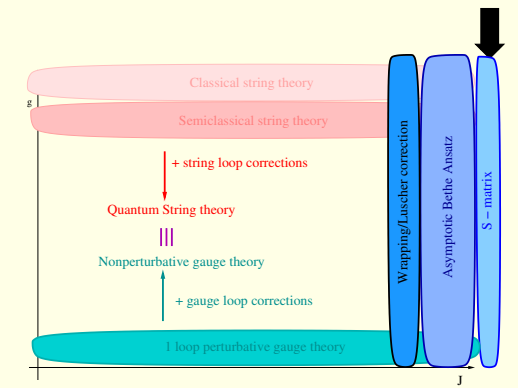 Classical string theory
g
Semiclassical string theory
+ string loop corrections
Quantum String theory
Nonperturbative gauge theory
+ gauge loop corrections
1 loop perturbative gauge theory
J
Wrapping/Luscher correction
Asymptotic Bethe Ansatz
S − matrix